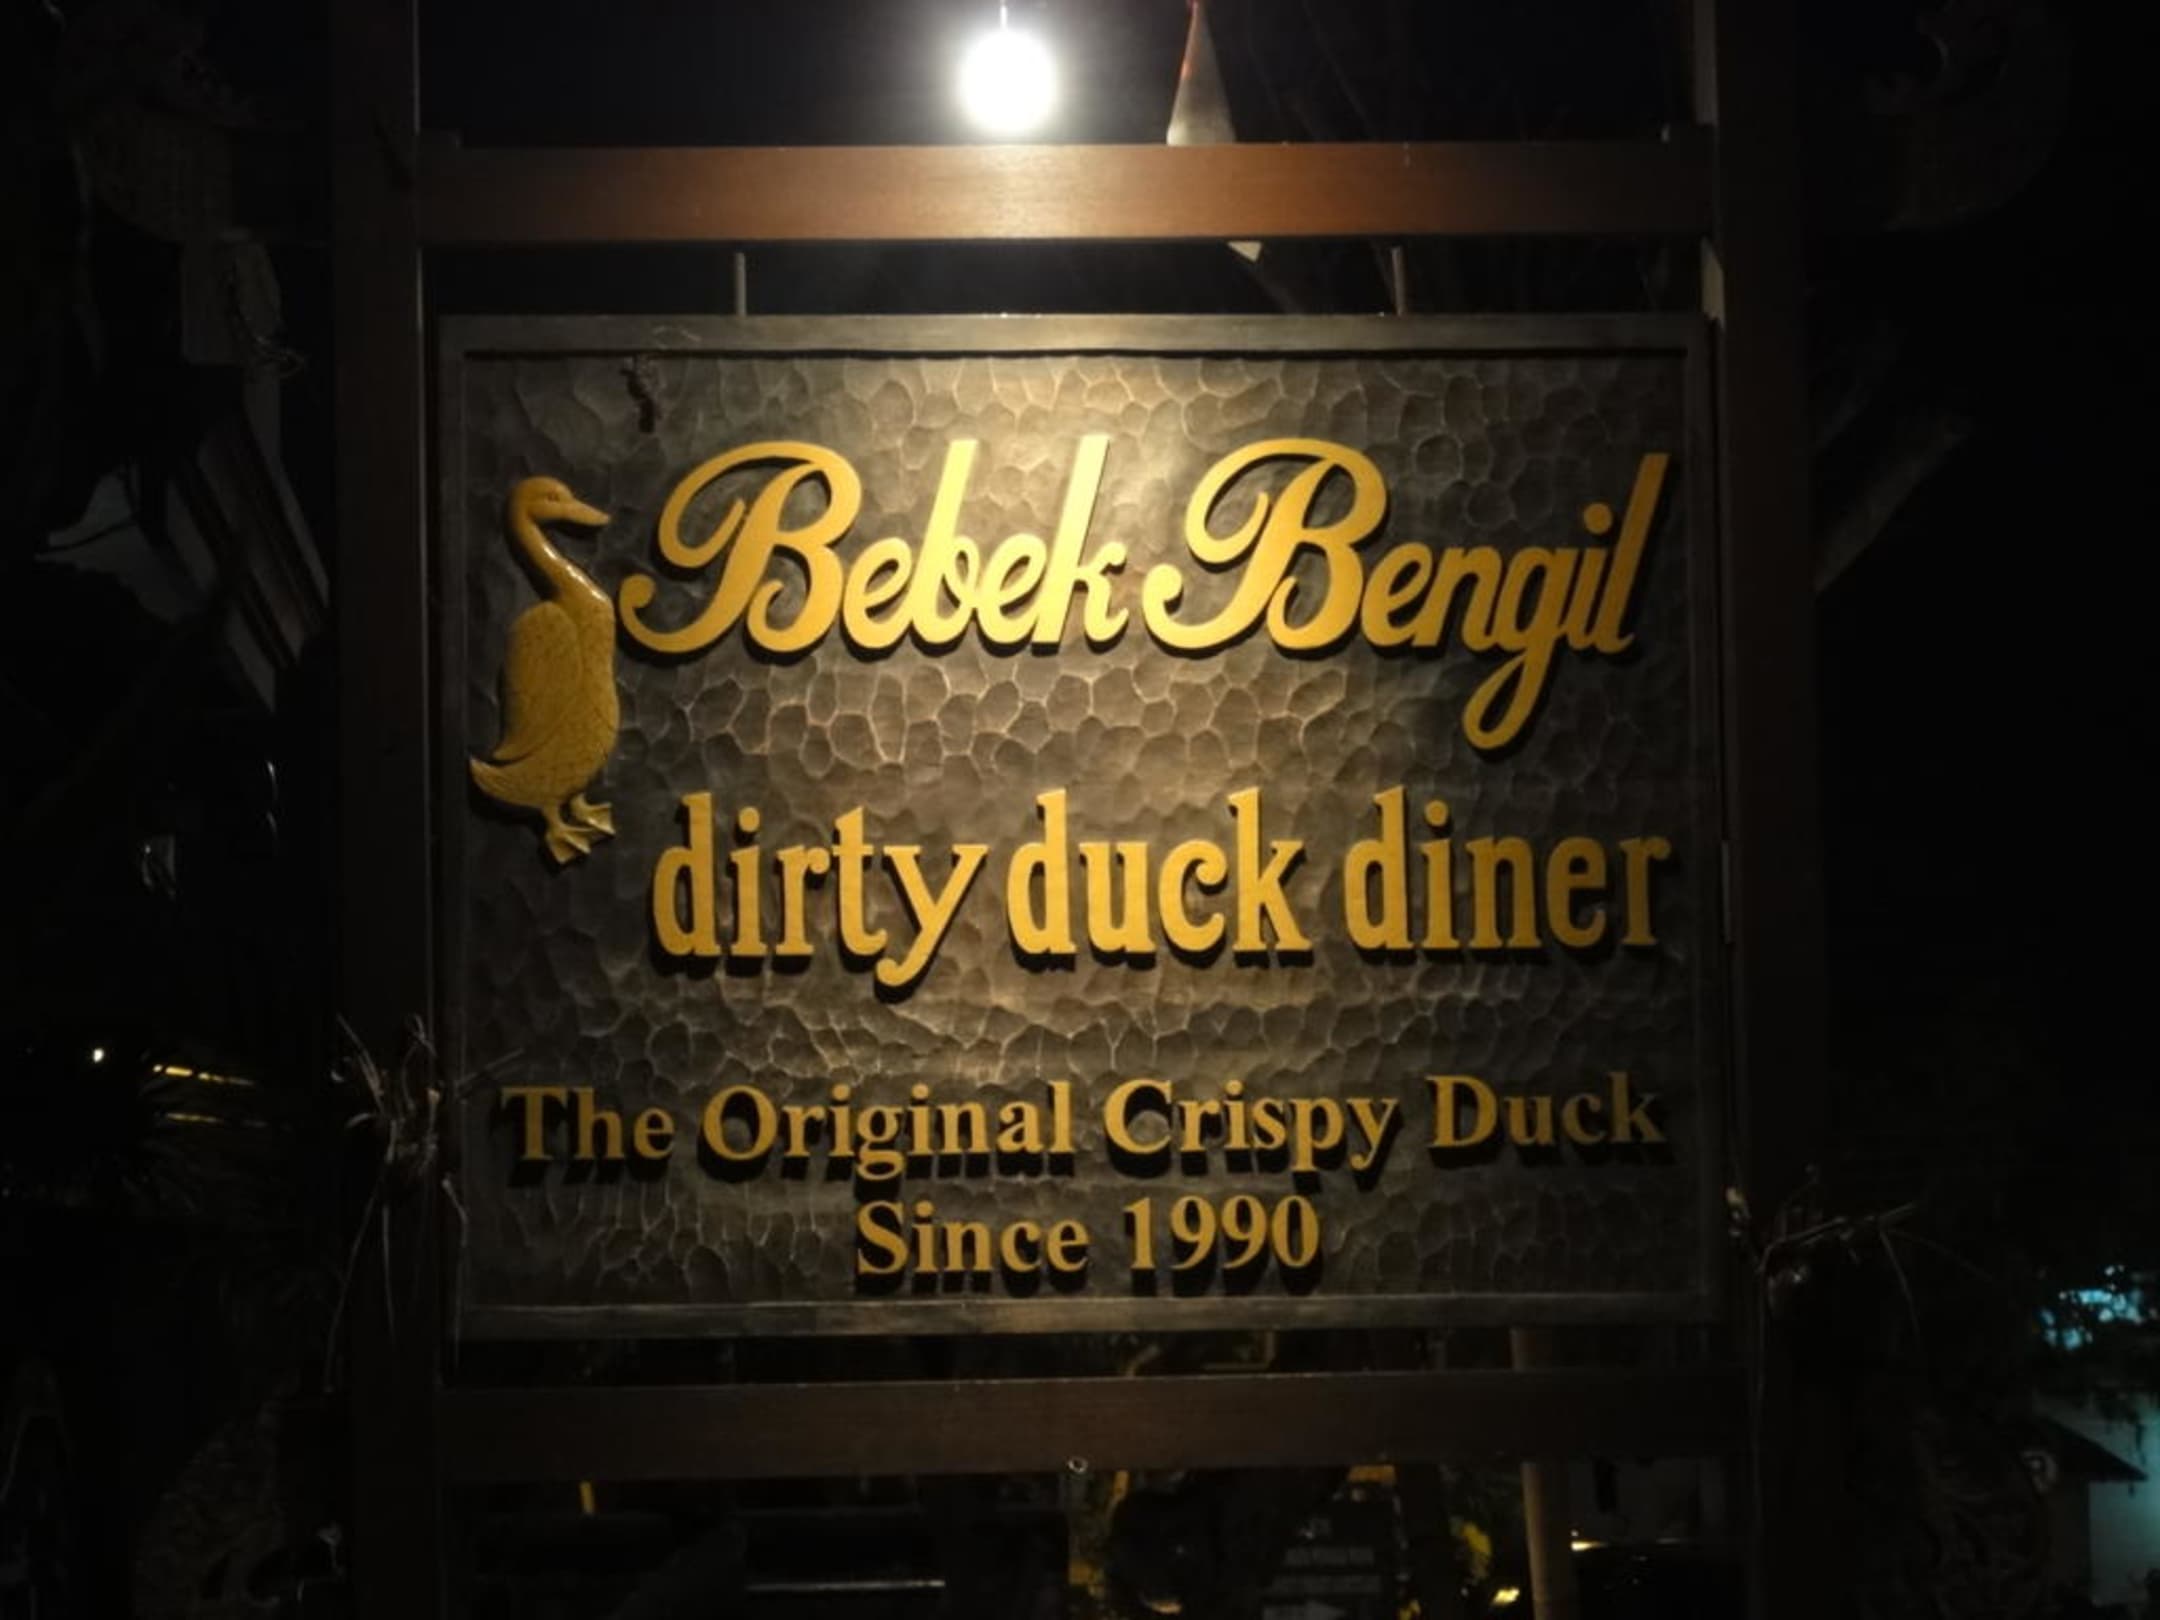 Bebek Bengil
dirty duck diner
The Original Crispy Duck
Since 1990